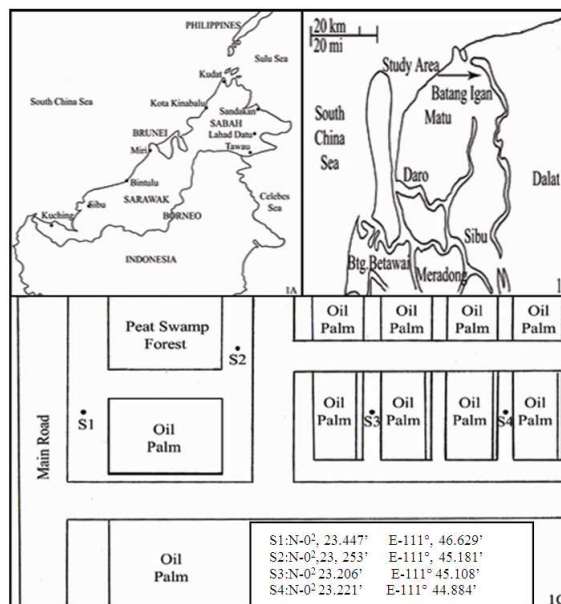 PHILIPPINES
Sulu Sea
Kudat
South China Sea
Kota Kinabalu
Sandakan
SABAH
Lahad Datu
BRUNEI
Tawau
Miri
Bintulu
Celebes
Sea
SARAWAK
Sibu
BORNEO
Kuching
INDONESIA
1A
20 km
20 mi
Study Area
Batang Igan
Matu
South
China
Sea
Daro
Dalat
Sibu
Btg. Betawai
Meradong
1
Peat Swamp
Forest
S2
Oil
Palm
Oil
Palm
Oil
Palm
Oil
Palm
Main Road
S1
Oil
Palm
Oil
Palm
S3
Oil
Palm
Oil
Palm
S4
Oil
Palm
Oil
Palm
S1:N-0², 23.447’ E-111°, 46.629’
S2:N-0²,23, 253’ E-111°, 45.181’
S3:N-0² 23.206’ E-111° 45.108’
S4:N-0² 23.221’ E-111° 44.884’
1C